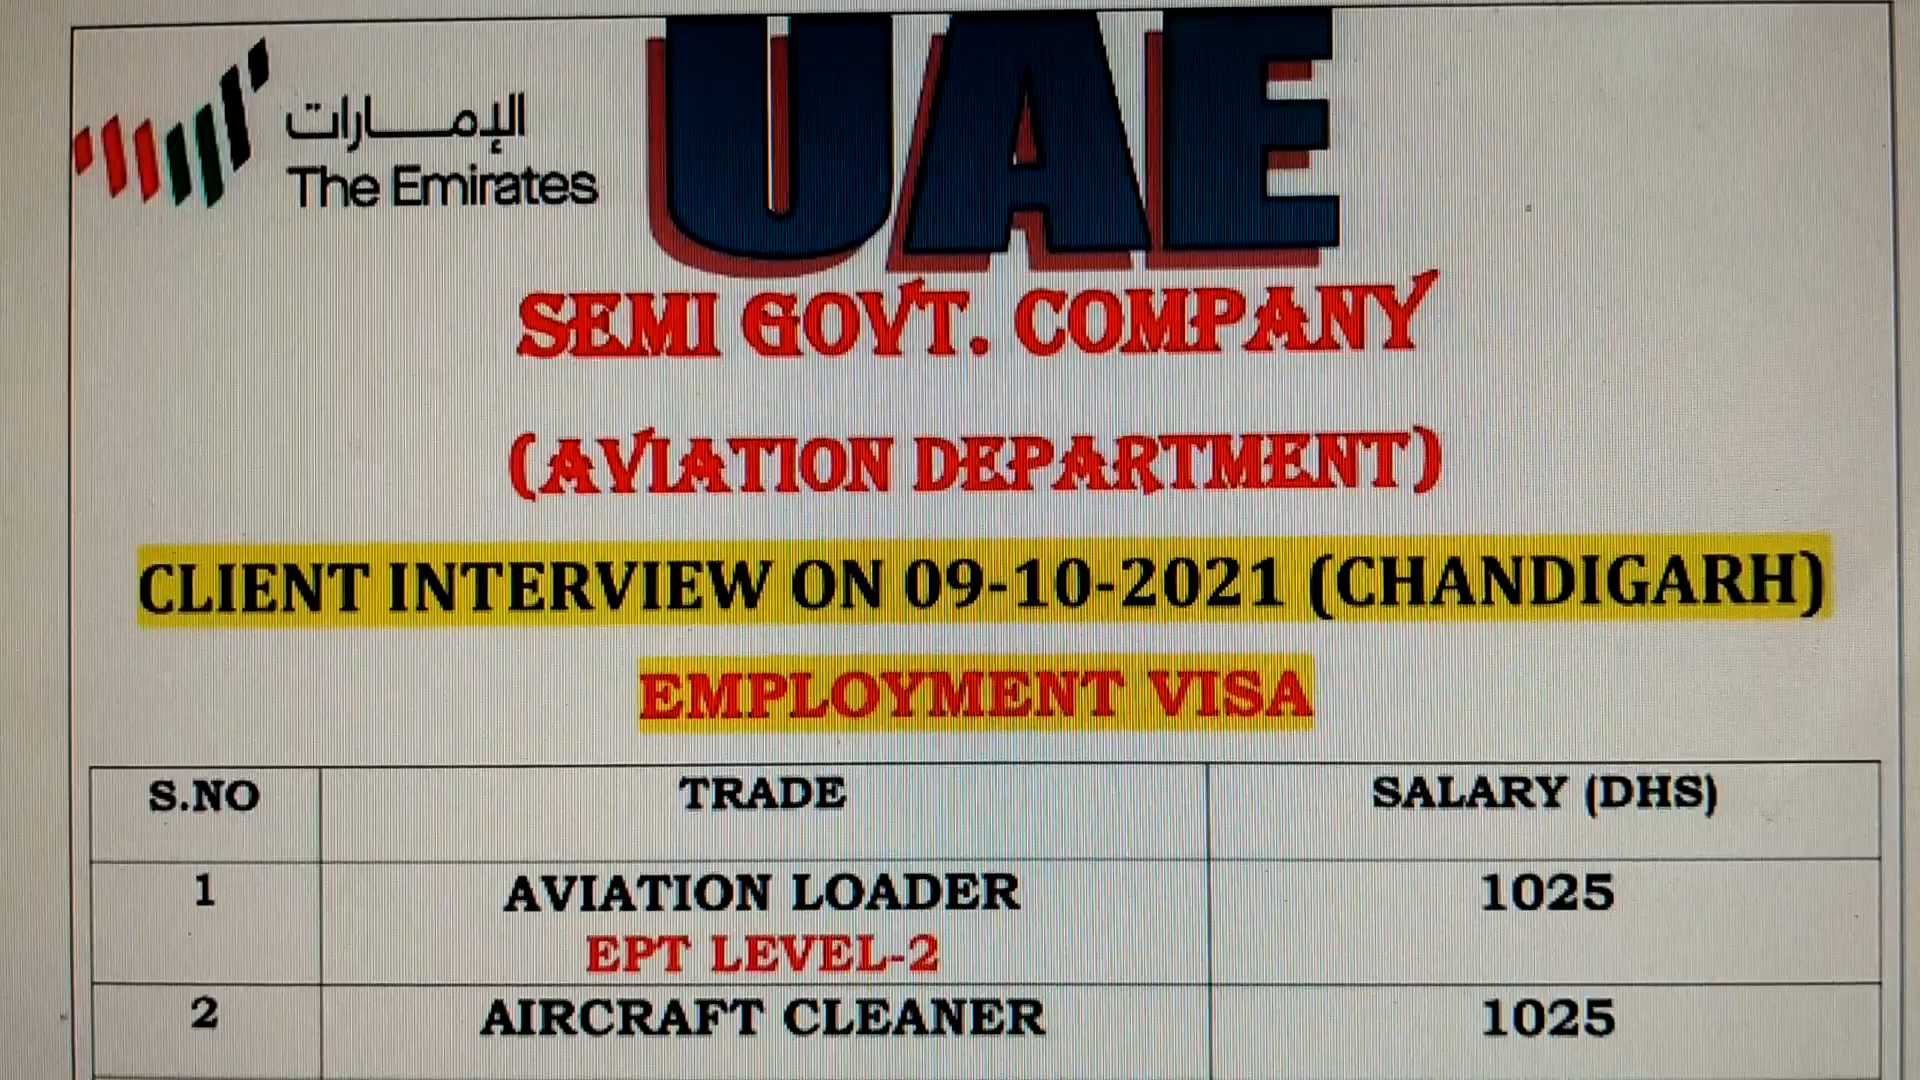 الإمارات
The Emirates
UAE
SEMI GOVT. COMPANY
(AVIATION DEPARTMENT)
CLIENT INTERVIEW ON 09-10-2021 (CHANDIGARH)
EMPLOYMENT VISA
S.NO TRADE SALARY (DHS)
1 AVIATION LOADER 1025
EPT LEVEL-2
2 AIRCRAFT CLEANER 1025